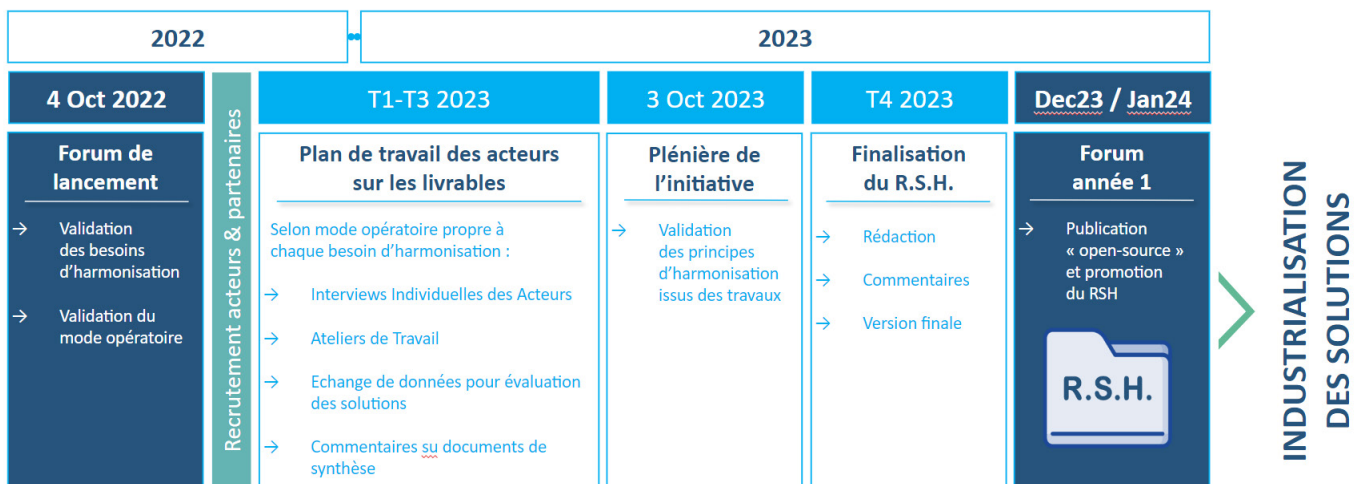 2022
2023
4 Oct 2022
Forum de
lancement
→ Validation
des besoins
d’harmonisation
→ Validation du
mode opératoire
Recrutement acteurs & partenaires
T1-T3 2023
Plan de travail des acteurs
sur les livrables
Selon mode opératoire propre à
chaque besoin d’harmonisation :
→ Interviews Individuelles des Acteurs
→ Ateliers de Travail
→ Echange de données pour évaluation
des solutions
→ Commentaires su documents de
synthèse
3 Oct 2023
Plénière de
l’initiative
→ Validation
des principes
d’harmonisation
issus des travaux
T4 2023
Finalisation
du R.S.H.
→ Rédaction
→ Commentaires
→ Version finale
Dec23 / Jan24
Forum
année 1
→ Publication
« open-source »
et promotion
du RSH
R.S.H.
INDUSTRIALISATION
DES SOLUTIONS